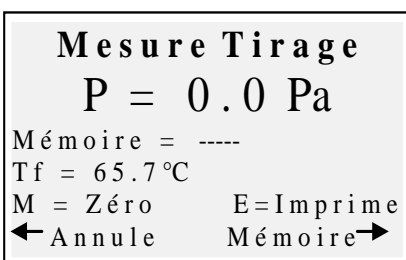 Mesure Tirage
P = 0.0 Pa
Mémoire = -----
Tf = 65.7°C
M = Zéro E=Imprime
Annule Mémoire